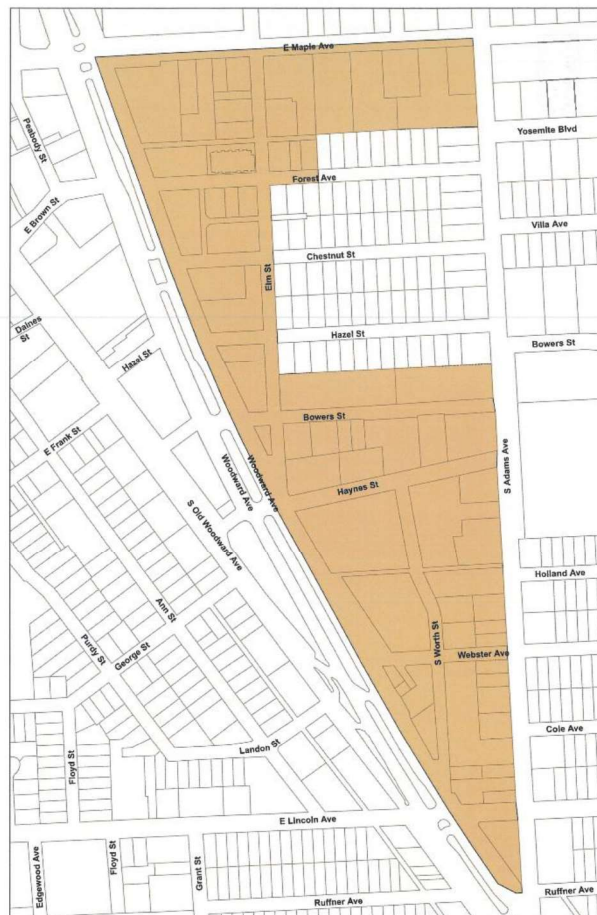 E Maple Ave
Peabody St
Yosemite Blvd
Forest Ave
E Brown St
Villa Ave
Chestnut St
Elm St
Dalnes
St
Hazel St
Hazel St
Bowers St
Bowers St
E Frank St
Woodward Ave
Woodward Ave
Haynes St
S Adams Ave
S Old Woodward Ave
Holland Ave
Ann St
Purdy St
George St
S Worth St
Webster Ave
Landon St
Floyd St
Cole Ave
E Lincoln Ave
Edgewood Ave
Floyd St
Grant St
Ruffner Ave
Ruffner Ave